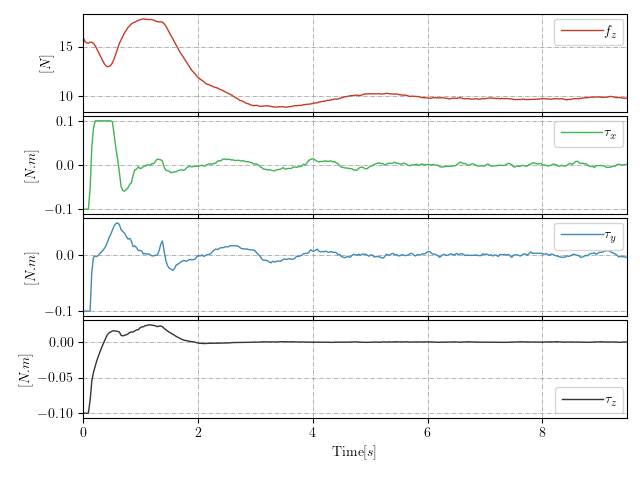 [N]
15
10
f_z
[N.m]
0.1
0.0
−0.1
τ_x
[N.m]
0.0
−0.1
τ_y
[N.m]
0.00
−0.05
−0.10
τ_z
0 2 4 6 8
Time[s]